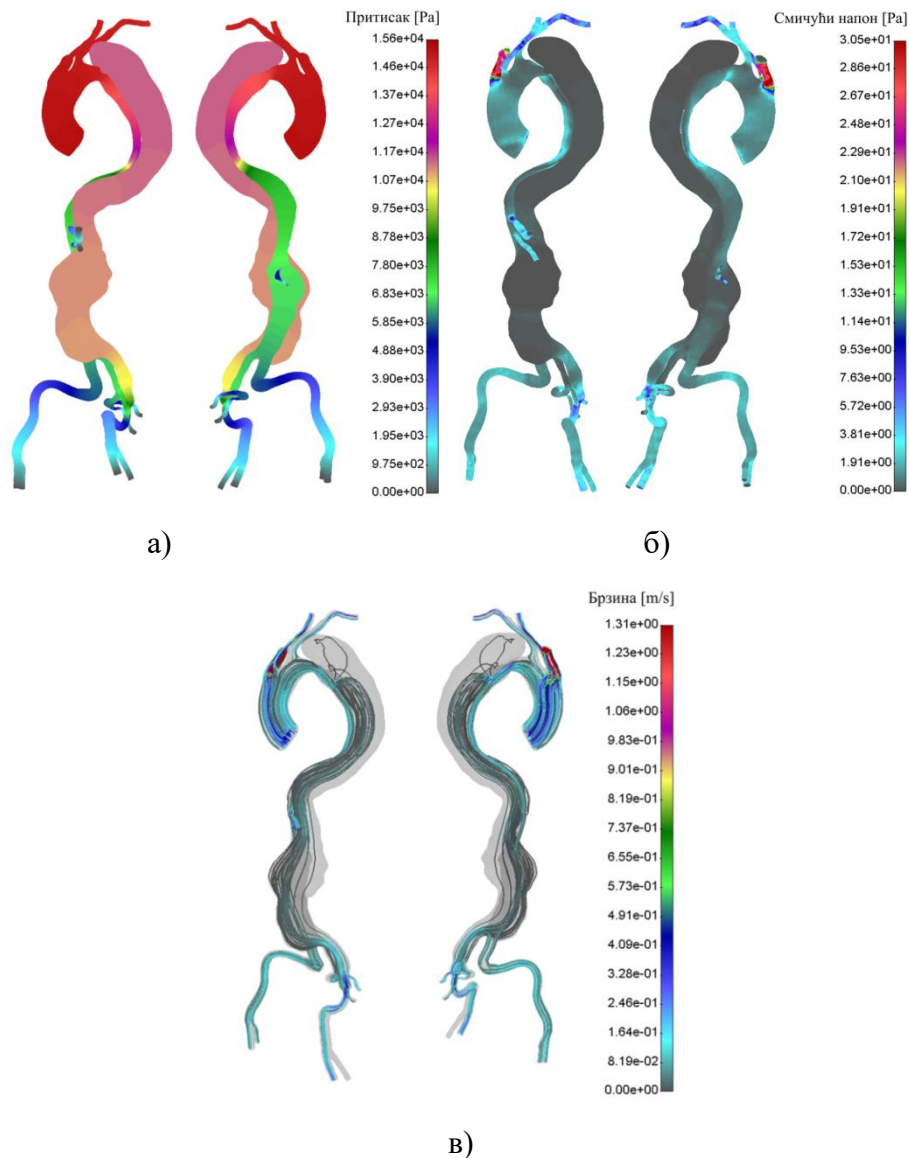 Притисак [Pa]
1.56e+04
1.46e+04
1.37e+04
1.27e+04
1.17e+04
1.07e+04
9.75e+03
8.78e+03
7.80e+03
6.83e+03
5.85e+03
4.88e+03
3.90e+03
2.93e+03
1.95e+03
9.75e+02
0.00e+00
а)
Смичући напон [Pa]
3.05e+01
2.86e+01
2.67e+01
2.48e+01
2.29e+01
2.10e+01
1.91e+01
1.72e+01
1.53e+01
1.33e+01
1.14e+01
9.53e+00
7.63e+00
5.72e+00
3.81e+00
1.91e+00
0.00e+00
б)
Брзина [m/s]
1.31e+00
1.23e+00
1.15e+00
1.06e+00
9.83e-01
9.01e-01
8.19e-01
7.37e-01
6.55e-01
5.73e-01
4.91e-01
4.09e-01
3.28e-01
2.46e-01
1.64e-01
8.19e-02
0.00e+00
в)